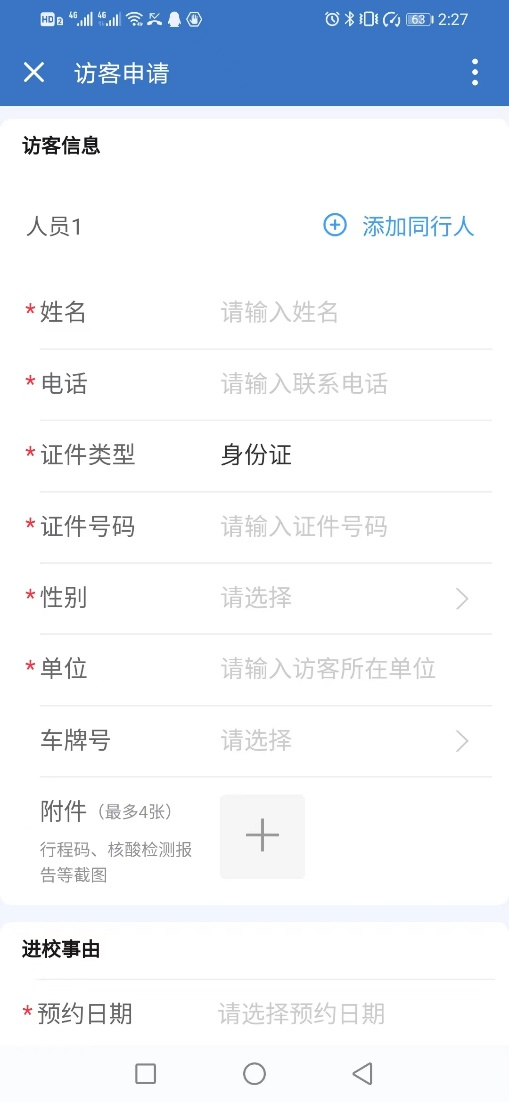 HD 2 4G 4G 63 2:27
访客申请
访客信息
人员1 添加同行人
*姓名 请输入姓名
*电话 请输入联系电话
*证件类型 身份证
*证件号码 请输入证件号码
*性别 请选择
*单位 请输入访客所在单位
车牌号 请选择
附件（最多4张）
行程码、核酸检测报
告等截图
进校事由
*预约日期 请选择预约日期